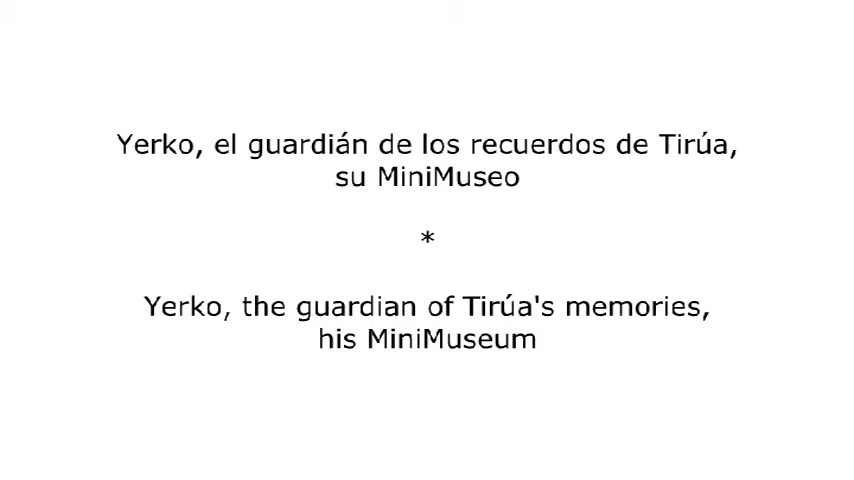 Yerko, el guardián de los recuerdos de Tirúa,
su MiniMuseo
*
Yerko, the guardian of Tirúa's memories,
his MiniMuseum